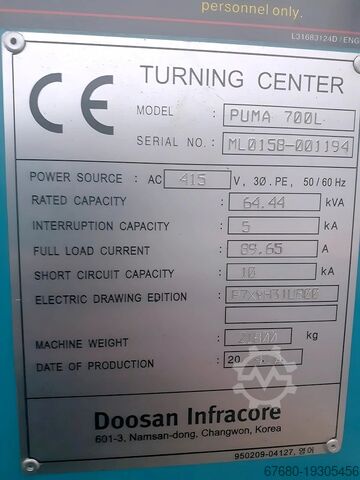 personnel only.
L31683124D / ENG
CE
TURNING CENTER
MODEL : PUMA 700L
SERIAL NO. : ML0158-001194
POWER SOURCE : AC 415 V, 3Ø.PE, 50/60 Hz
RATED CAPACITY : 64.44 kVA
INTERRUPTION CAPACITY : 5 kA
FULL LOAD CURRENT : 89.65 A
SHORT CIRCUIT CAPACITY : 10 kA
ELECTRIC DRAWING EDITION :
MACHINE WEIGHT : kg
DATE OF PRODUCTION : 20
Doosan Infracore
601-3, Namsan-dong, Changwon, Korea
950209-04127, 영어
67680-19305456